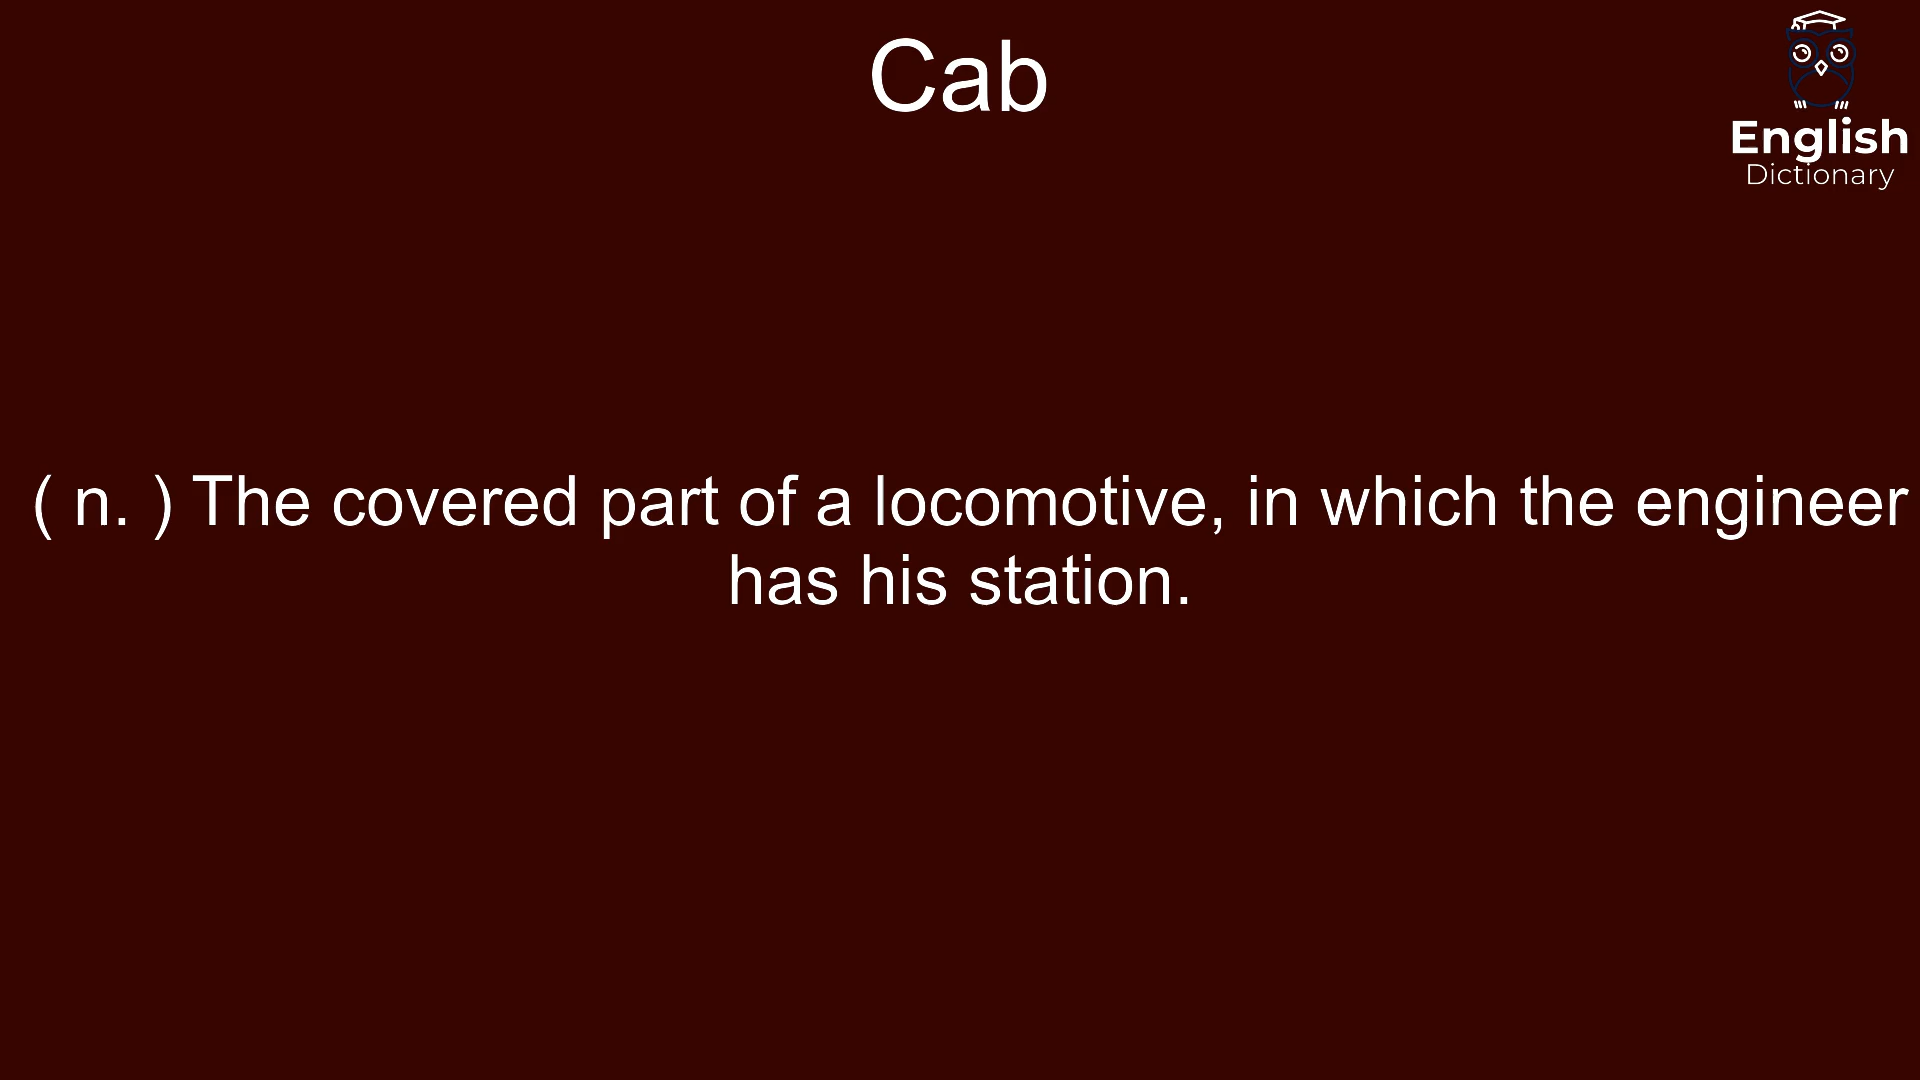 Cab
English
Dictionary
( n. ) The covered part of a locomotive, in which the engineer
has his station.